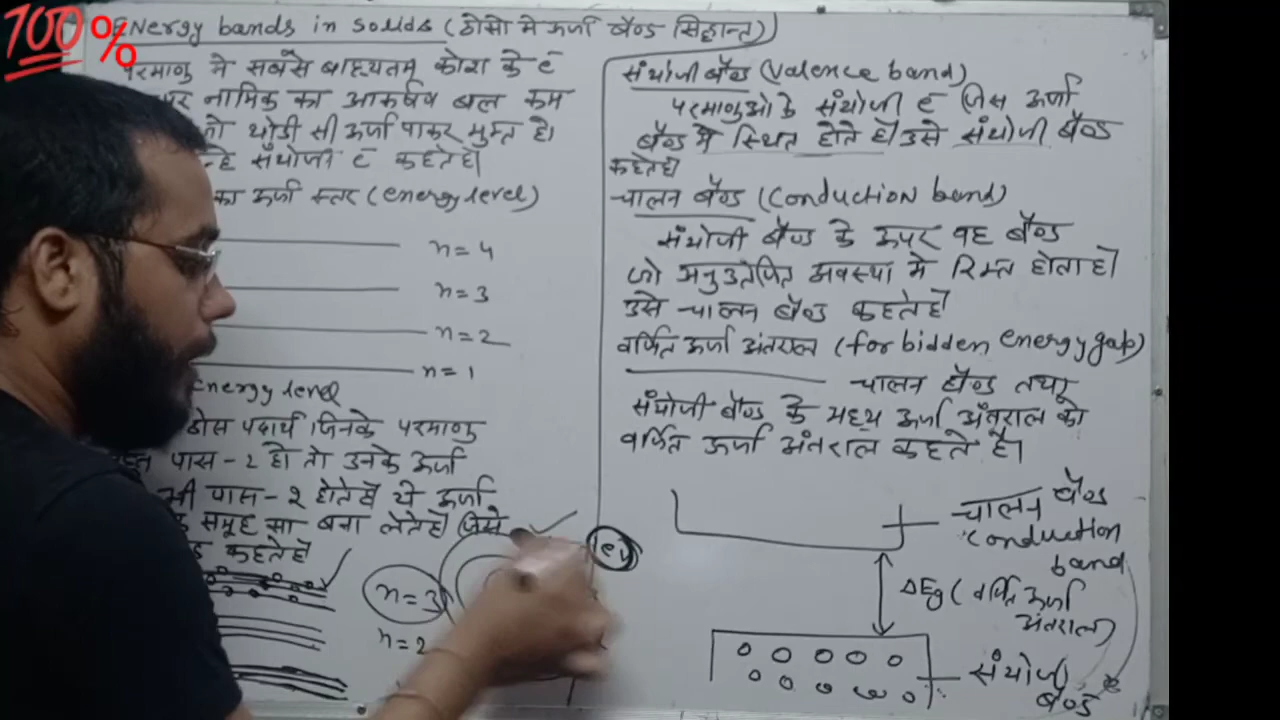 100%
Energy bands in solids (ठोसो मे ऊर्जा बैण्ड सिद्धान्त)
परमाणु मे सबसे बाह्यतम् कोश के e-
पर नाभिक का आकर्षण बल कम
को थोडी सी ऊर्जा पाकर मुक्त हो
न्हे संयोजी e- कहतेहै
का ऊर्जा स्तर (energy level)
n=4
n=3
n=2
n=1
Energy level
ठोस पदार्थ जिनके परमाणु
पास-2 हो तो उनके ऊर्जा
भी पास-2 होतेहै ये ऊर्जा
के समूह सा बना लेतेहै जिसे
कहतेहै
n=3
n=2
संयोजी बैण्ड (Valence band)
परमाणुओ के संयोजी e- जिस ऊर्जा
बैण्ड मे स्थित होते है। उसे संयोजी बैण्ड
कहतेहै
चालन बैण्ड (Conduction band)
संयोजी बैण्ड के ऊपर वह बैण्ड
जो अनुउतेजित अवस्था मे रिक्त होता है।
उसे चालन बैण्ड कहतेहै
वर्जित ऊर्जा अंतराल (forbidden energy gap)
चालन बैण्ड तथा
संयोजी बैण्ड के मध्य ऊर्जा अंतराल को
वर्जित ऊर्जा अंतराल कहते है।
चालन बैण्ड
Conduction
band
ΔEg (वर्जित ऊर्जा
अंतराल)
संयोजी
बैण्ड